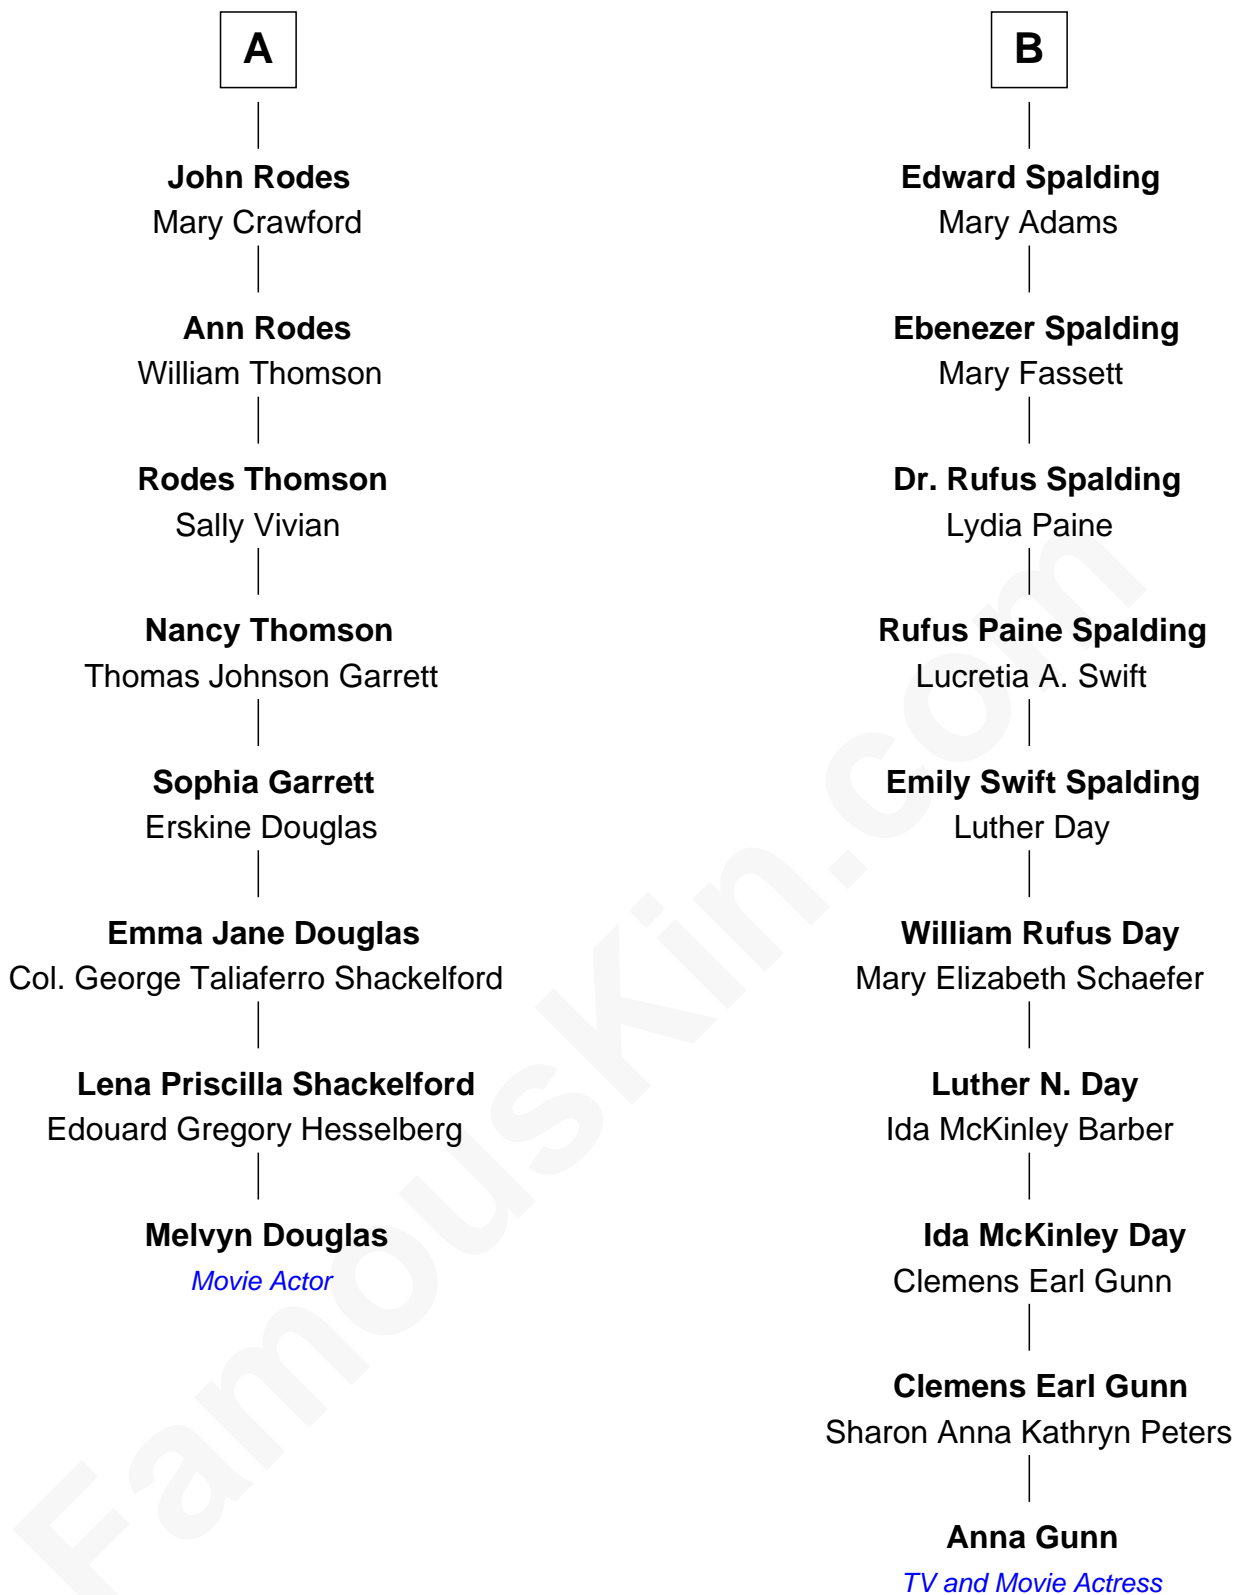 A
John Rodes
Mary Crawford
Ann Rodes
William Thomson
Rodes Thomson
Sally Vivian
Nancy Thomson
Thomas Johnson Garrett
Sophia Garrett
Erskine Douglas
Emma Jane Douglas
Col. George Taliaferro Shackelford
Lena Priscilla Shackelford
Edouard Gregory Hesselberg
Melvyn Douglas
Movie Actor
B
Edward Spalding
Mary Adams
Ebenezer Spalding
Mary Fassett
Dr. Rufus Spalding
Lydia Paine
Rufus Paine Spalding
Lucretia A. Swift
Emily Swift Spalding
Luther Day
William Rufus Day
Mary Elizabeth Schaefer
Luther N. Day
Ida McKinley Barber
Ida McKinley Day
Clemens Earl Gunn
Clemens Earl Gunn
Sharon Anna Kathryn Peters
Anna Gunn
TV and Movie Actress
FamousKin.com